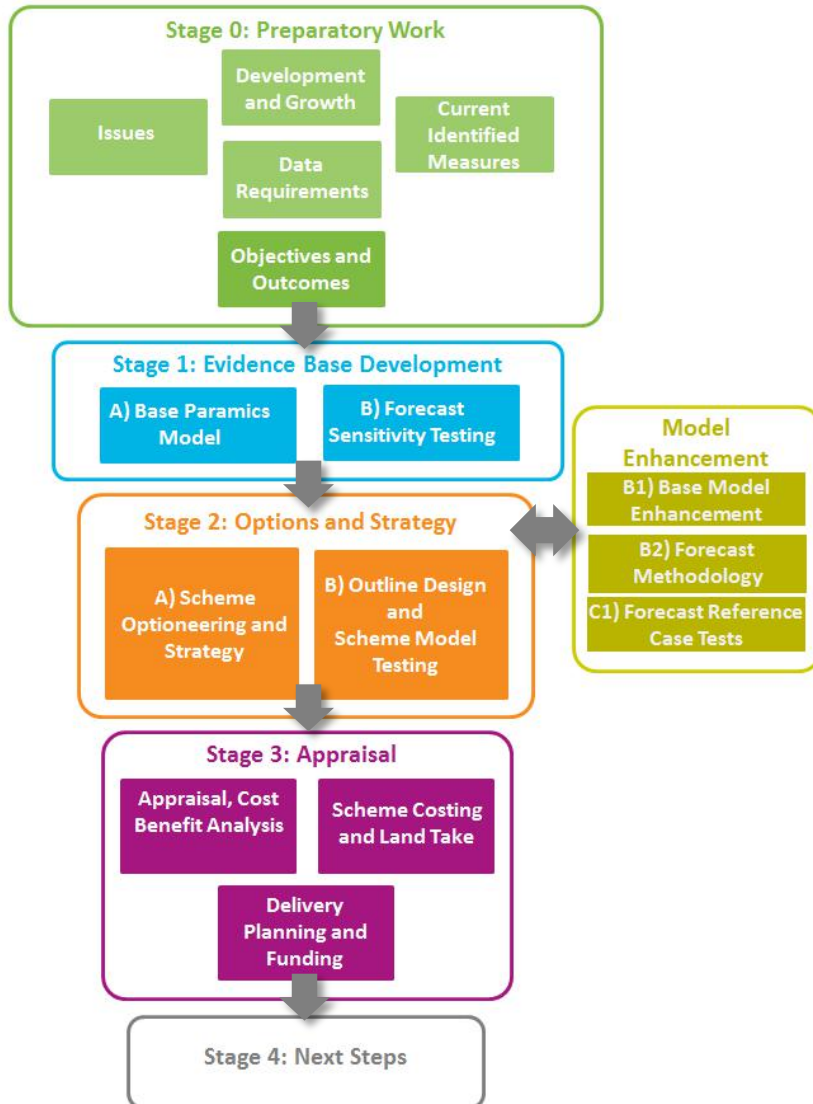 Stage 0: Preparatory Work
Development
and Growth
Issues
Current
Identified
Measures
Data
Requirements
Objectives and
Outcomes
Stage 1: Evidence Base Development
A) Base Paramics
Model
B) Forecast
Sensitivity Testing
Model
Enhancement
B1) Base Model
Enhancement
B2) Forecast
Methodology
C1) Forecast Reference
Case Tests
Stage 2: Options and Strategy
A) Scheme
Optioneering and
Strategy
B) Outline Design
and
Scheme Model
Testing
Stage 3: Appraisal
Appraisal, Cost
Benefit Analysis
Scheme Costing
and Land Take
Delivery
Planning and
Funding
Stage 4: Next Steps